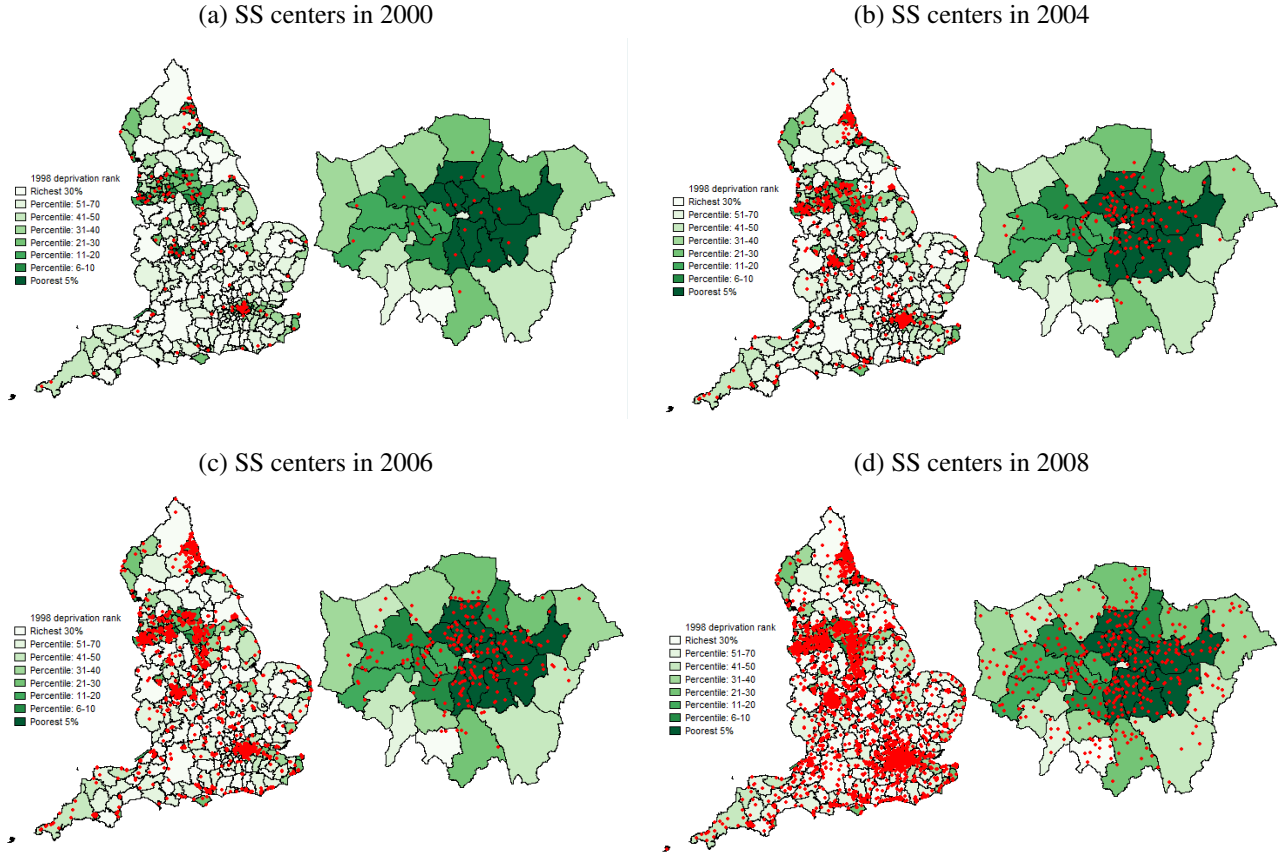 (a) SS centers in 2000
1998 deprivation rank
Richest 30%
Percentile: 51-70
Percentile: 41-50
Percentile: 31-40
Percentile: 21-30
Percentile: 11-20
Percentile: 6-10
Poorest 5%
(b) SS centers in 2004
1998 deprivation rank
Richest 30%
Percentile: 51-70
Percentile: 41-50
Percentile: 31-40
Percentile: 21-30
Percentile: 11-20
Percentile: 6-10
Poorest 5%
(c) SS centers in 2006
1998 deprivation rank
Richest 30%
Percentile: 51-70
Percentile: 41-50
Percentile: 31-40
Percentile: 21-30
Percentile: 11-20
Percentile: 6-10
Poorest 5%
(d) SS centers in 2008
1998 deprivation rank
Richest 30%
Percentile: 51-70
Percentile: 41-50
Percentile: 31-40
Percentile: 21-30
Percentile: 11-20
Percentile: 6-10
Poorest 5%